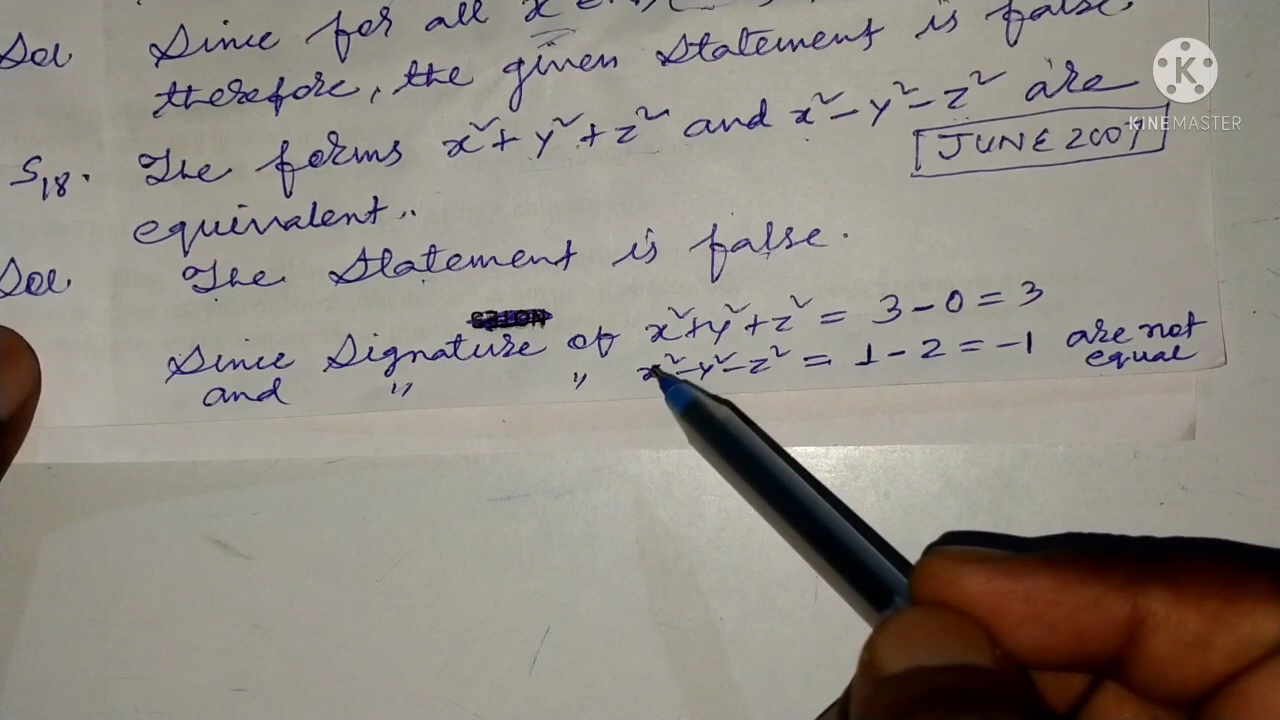 Sol Since for all x
therefore, the given statement is false.
S₁₈. The forms x²+y²+z² and x²-y²-z² are
equivalent..
JUNE 2007
Sol The statement is false.
Since Signature of x²+y²+z² = 3-0=3
and " " x²-y²-z² = 1-2=-1 are not
equal
K
KINEMASTER